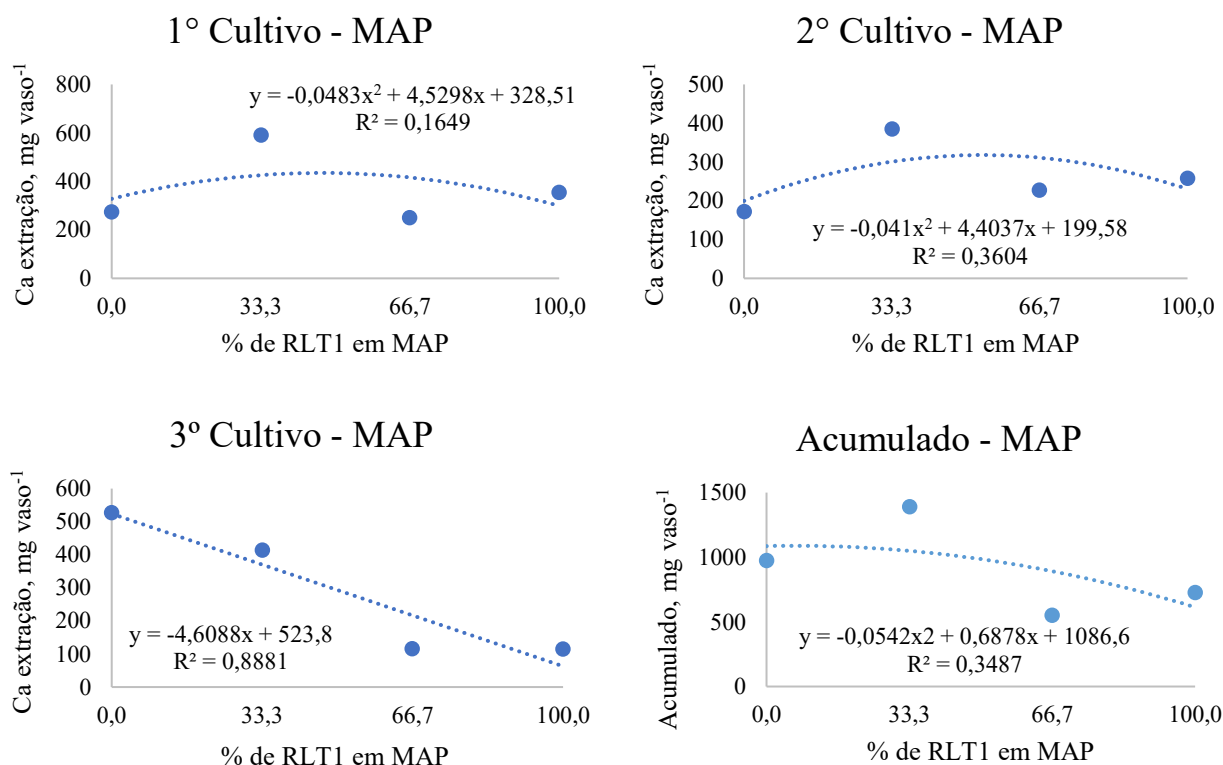 1° Cultivo - MAP
Ca extração, mg vaso⁻¹
800
600
400
200
0
y = -0,0483x² + 4,5298x + 328,51
R² = 0,1649
0,0 33,3 66,7 100,0
% de RLT1 em MAP
2° Cultivo - MAP
Ca extração, mg vaso⁻¹
500
400
300
200
100
0
y = -0,041x² + 4,4037x + 199,58
R² = 0,3604
0,0 33,3 66,7 100,0
% de RLT1 em MAP
3º Cultivo - MAP
Ca extração, mg vaso⁻¹
600
500
400
300
200
100
0
y = -4,6088x + 523,8
R² = 0,8881
0,0 33,3 66,7 100,0
% de RLT1 em MAP
Acumulado - MAP
Acumulado, mg vaso⁻¹
1500
1000
500
0
y = -0,0542x2 + 0,6878x + 1086,6
R² = 0,3487
0,0 33,3 66,7 100,0
% de RLT1 em MAP